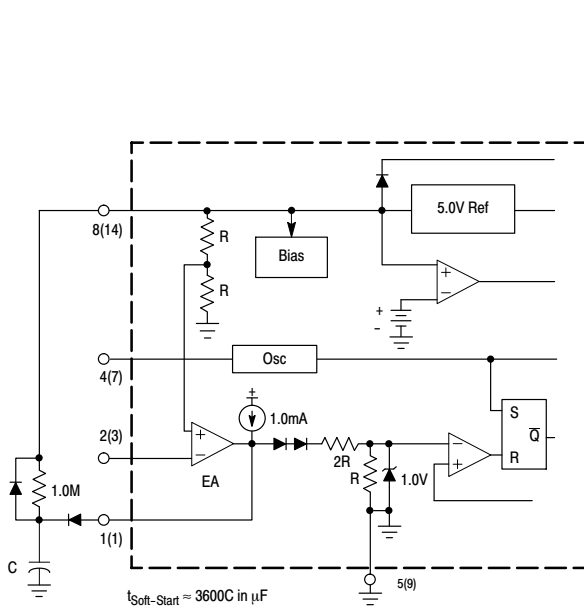 5.0V Ref
8(14)
R
Bias
R
+
−
+
−
4(7)
Osc
+
1.0mA
S
Q
R
2(3)
+
−
EA
2R
R
1.0V
−
+
1.0M
1(1)
C
5(9)
tSoft−Start ≈ 3600C in µF